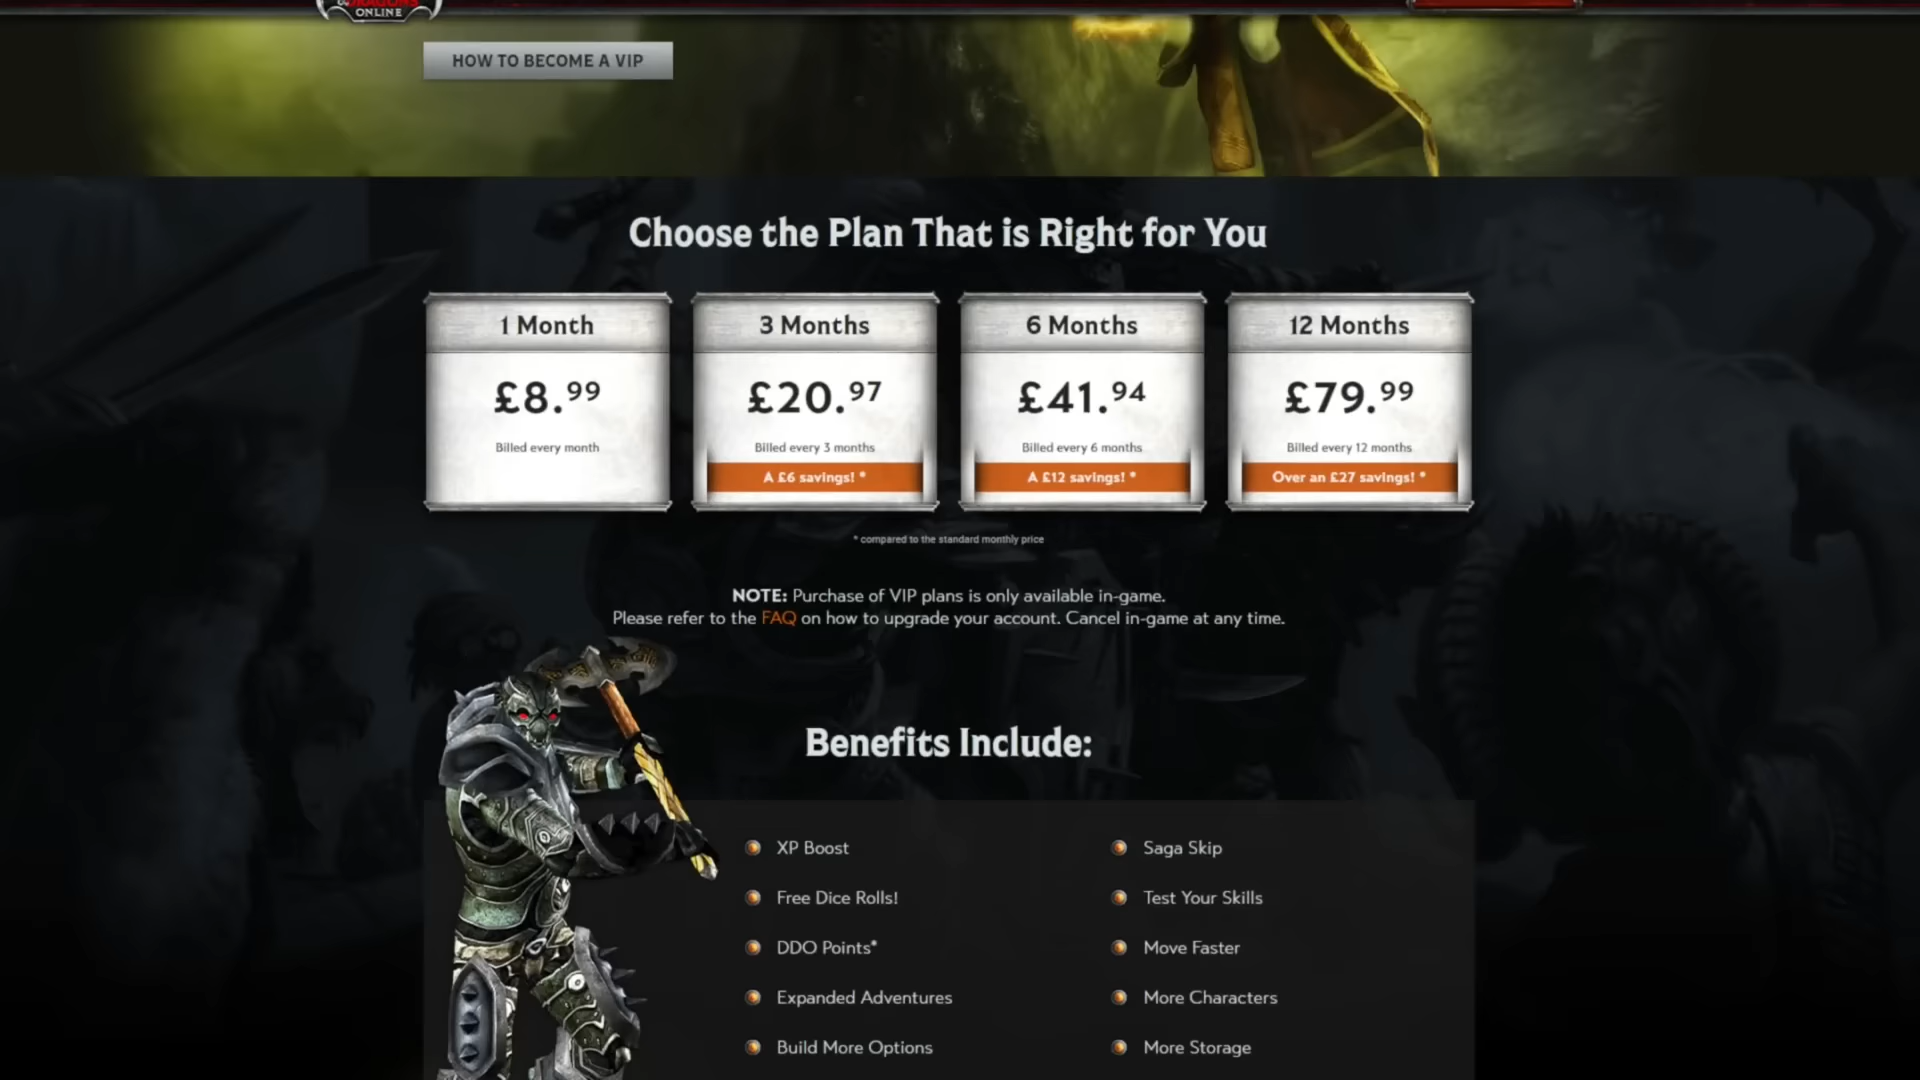 DRAGONS
ONLINE
HOW TO BECOME A VIP
Choose the Plan That is Right for You
1 Month
£8.99
Billed every month
3 Months
£20.97
Billed every 3 months
A £6 savings! *
6 Months
£41.94
Billed every 6 months
A £12 savings! *
12 Months
£79.99
Billed every 12 months
Over an £27 savings! *
* compared to the standard monthly price
NOTE: Purchase of VIP plans is only available in-game.
Please refer to the FAQ on how to upgrade your account. Cancel in-game at any time.
Benefits Include:
XP Boost
Free Dice Rolls!
DDO Points*
Expanded Adventures
Build More Options
Saga Skip
Test Your Skills
Move Faster
More Characters
More Storage